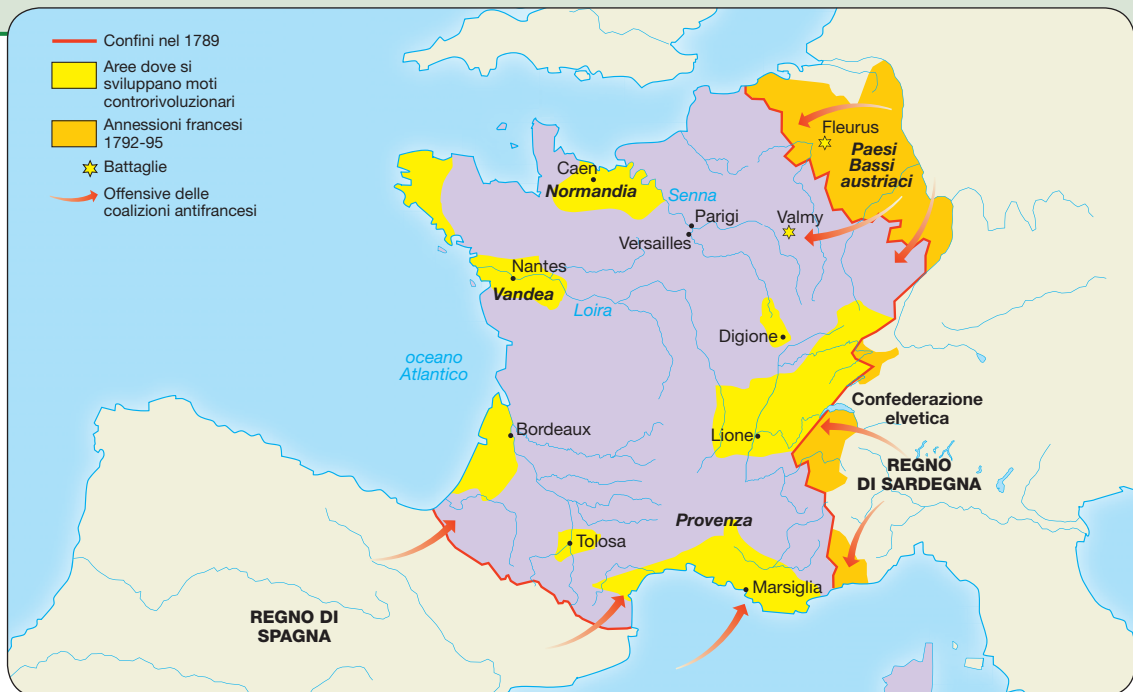 Confini nel 1789
Aree dove si
sviluppano moti
controrivoluzionari
Annessioni francesi
1792-95
Battaglie
Offensive delle
coalizioni antifrancesi
Fleurus
Paesi
Bassi
austriaci
Caen
Normandia
Senna
Parigi
Versailles
Valmy
Nantes
Vandea
Loira
Digione
oceano
Atlantico
Confederazione
elvetica
Bordeaux
Lione
REGNO
DI SARDEGNA
Provenza
Tolosa
Marsiglia
REGNO DI
SPAGNA